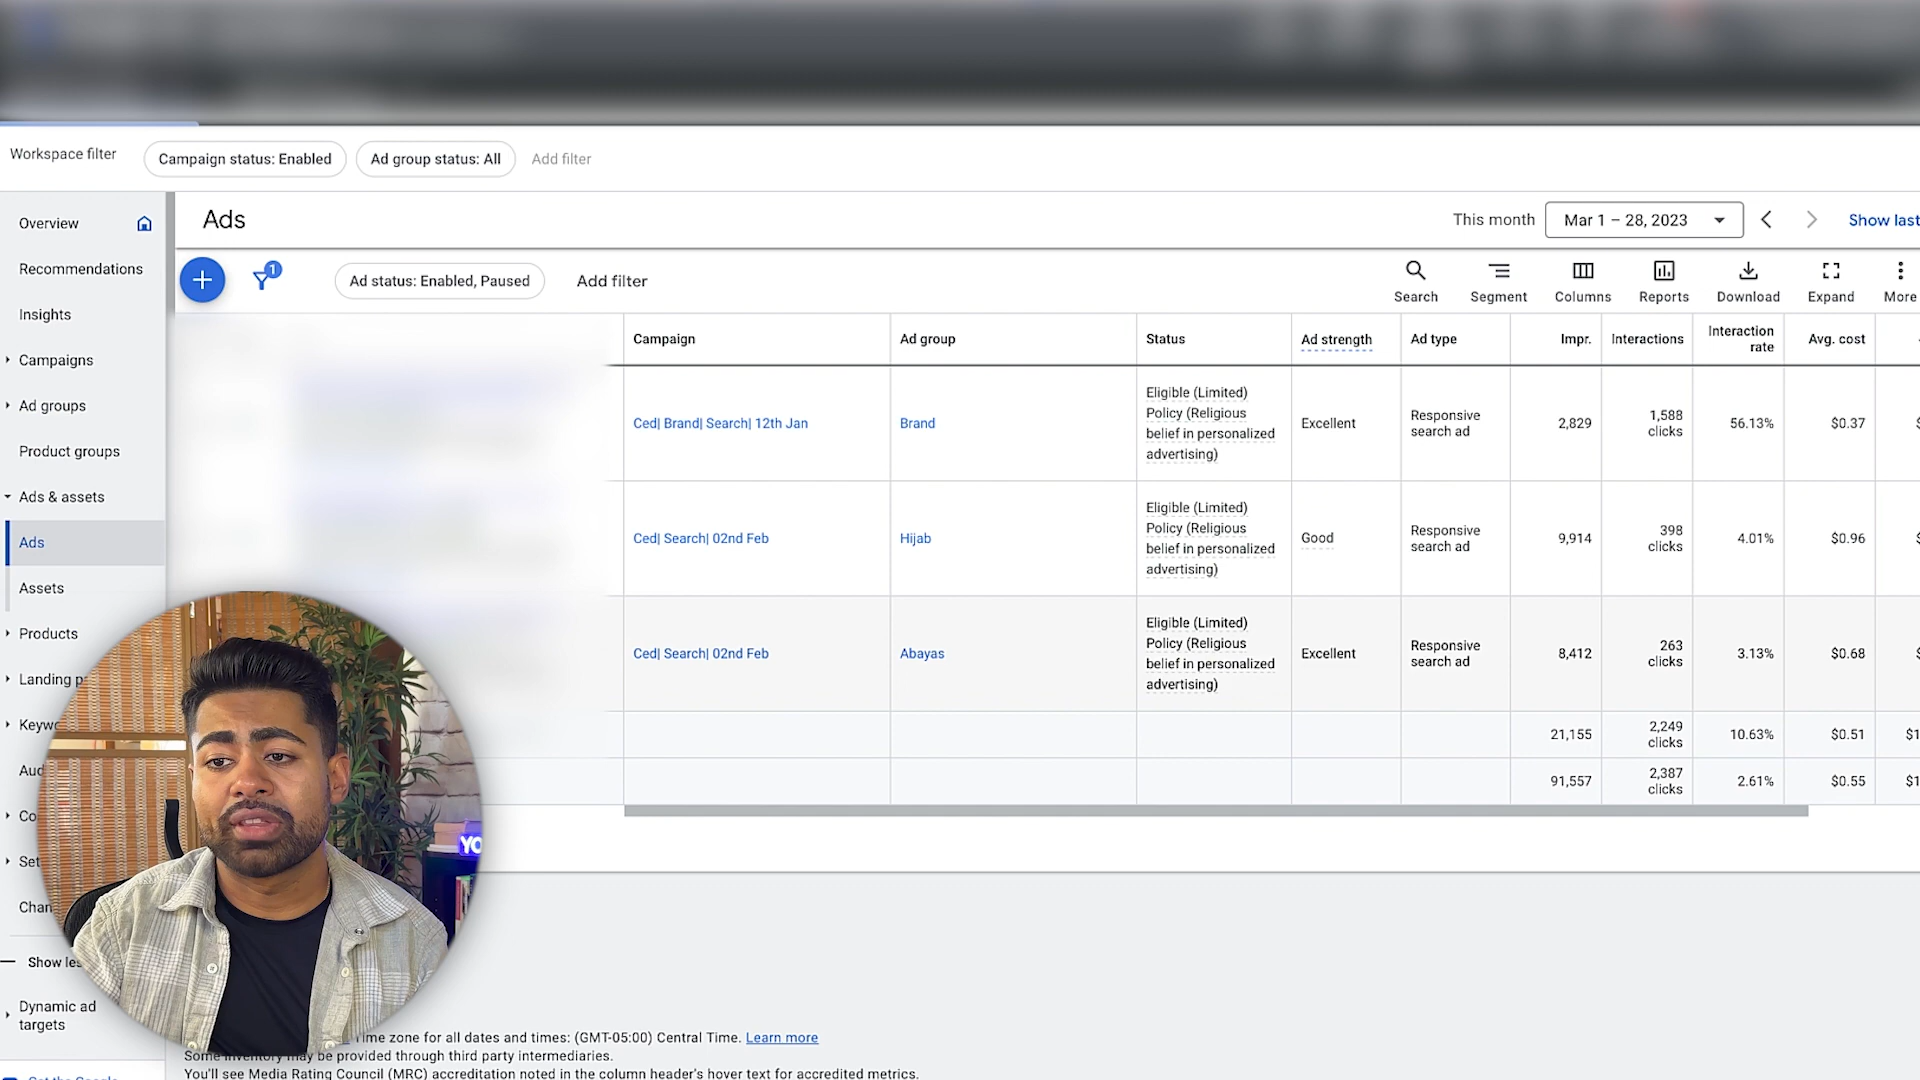 Workspace filter
Campaign status: Enabled
Ad group status: All
Add filter
Overview
Recommendations
Insights
Campaigns
Ad groups
Product groups
Ads & assets
Ads
Assets
Products
Landing
Dynamic ad
targets
Ads
This month
Mar 1 – 28, 2023
Show last
1
Ad status: Enabled, Paused
Add filter
Search
Segment
Columns
Reports
Download
Expand
More
Campaign
Ad group
Status
Ad strength
Ad type
Impr.
Interactions
Interaction
rate
Avg. cost
Ced| Brand| Search| 12th Jan
Brand
Eligible (Limited)
Policy (Religious
belief in personalized
advertising)
Excellent
Responsive
search ad
2,829
1,588
clicks
56.13%
$0.37
Ced| Search| 02nd Feb
Hijab
Eligible (Limited)
Policy (Religious
belief in personalized
advertising)
Good
Responsive
search ad
9,914
398
clicks
4.01%
$0.96
Ced| Search| 02nd Feb
Abayas
Eligible (Limited)
Policy (Religious
belief in personalized
advertising)
Excellent
Responsive
search ad
8,412
263
clicks
3.13%
$0.68
21,155
2,249
clicks
10.63%
$0.51
$1
91,557
2,387
clicks
2.61%
$0.55
$1
YO
Show
Time zone for all dates and times: (GMT-05:00) Central Time. Learn more
Some inventory may be provided through third party intermediaries.
You'll see Media Rating Council (MRC) accreditation noted in the column header's hover text for accredited metrics.